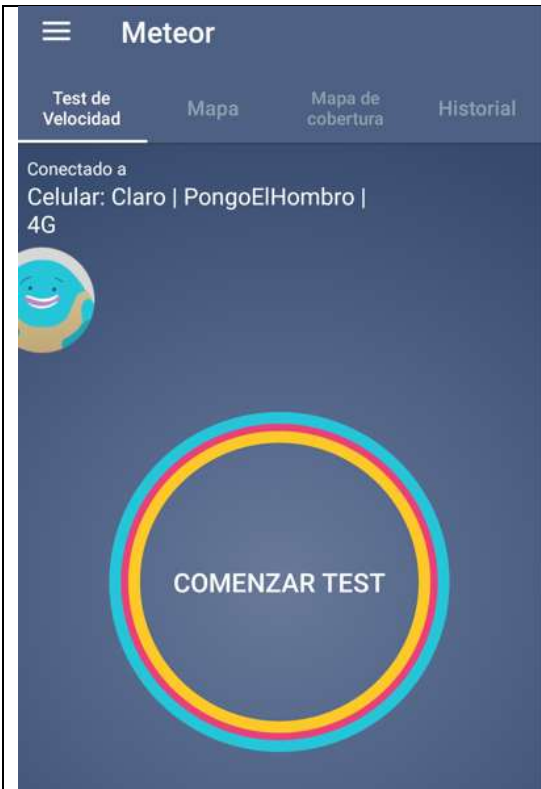 Meteor
Test de
Velocidad
Mapa
Mapa de
cobertura
Historial
Conectado a
Celular: Claro | PongoElHombro |
4G
COMENZAR TEST